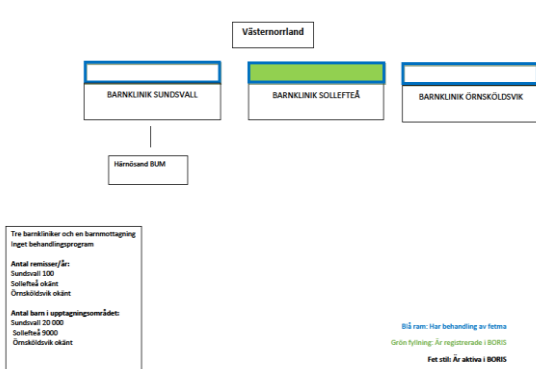 Västernorrland
BARNKLINIK SUNDSVALL
BARNKLINIK SOLLEFTEÅ
BARNKLINIK ÖRNSKÖLDSVIK
Härnösand BUM
Tre barnkliniker och en barnmottagning
Inget behandlingsprogram
Antal remisser/år:
Sundsvall 100
Sollefteå okänt
Örnsköldsvik okänt
Antal barn i upptagningsområdet:
Sundsvall 20 000
Sollefteå 9000
Örnsköldsvik okänt
Blå ram: Har behandling av fetma
Grön fyllning: Är registrerade i BORIS
Fet stil: Är aktiva i BORIS